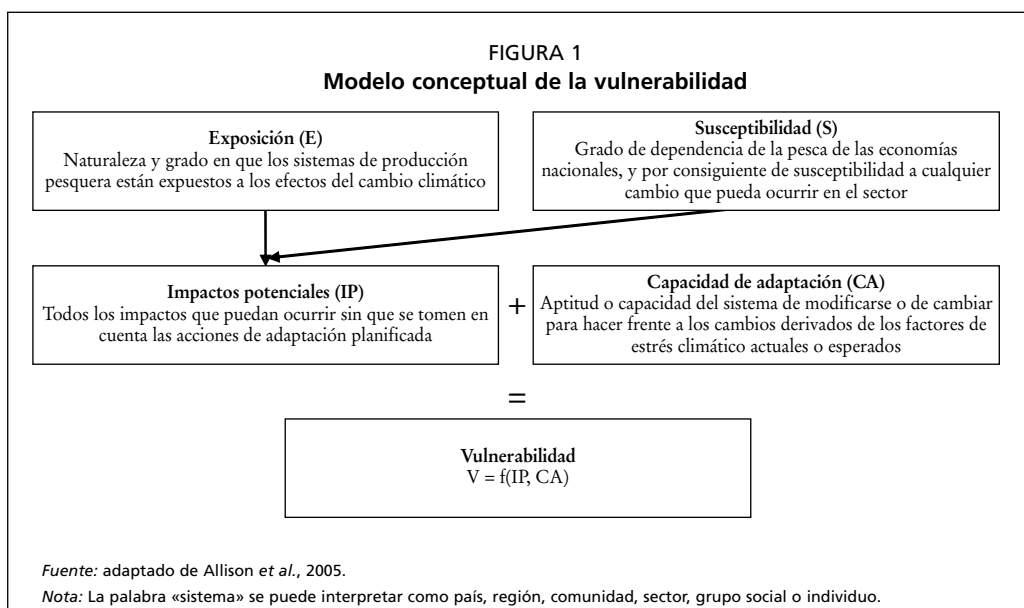 FIGURA 1
Modelo conceptual de la vulnerabilidad
Exposición (E)
Naturaleza y grado en que los sistemas de producción
pesquera están expuestos a los efectos del cambio climático
Susceptibilidad (S)
Grado de dependencia de la pesca de las economías
nacionales, y por consiguiente de susceptibilidad a cualquier
cambio que pueda ocurrir en el sector
Impactos potenciales (IP)
Todos los impactos que puedan ocurrir sin que se tomen en
cuenta las acciones de adaptación planificada
+
Capacidad de adaptación (CA)
Aptitud o capacidad del sistema de modificarse o de cambiar
para hacer frente a los cambios derivados de los factores de
estrés climático actuales o esperados
=
Vulnerabilidad
V = f(IP, CA)
Fuente: adaptado de Allison et al., 2005.
Nota: La palabra «sistema» se puede interpretar como país, región, comunidad, sector, grupo social o individuo.